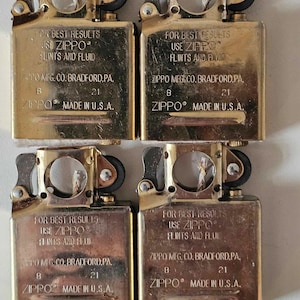 FOR BEST RESULTS
USE ZIPPO®
FLINTS AND FLUID
ZIPPO MFG. CO. BRADFORD, PA.
B 21
ZIPPO® MADE IN U.S.A.
FOR BEST RESULTS
USE ZIPPO®
FLINTS AND FLUID
ZIPPO MFG. CO. BRADFORD, PA.
B 21
ZIPPO® MADE IN U.S.A.
FOR BEST RESULTS
USE ZIPPO®
FLINTS AND FLUID
ZIPPO MFG. CO. BRADFORD, PA.
B 21
ZIPPO® MADE IN U.S.A.
FOR BEST RESULTS
USE ZIPPO®
FLINTS AND FLUID
ZIPPO MFG. CO. BRADFORD, PA.
B 21
ZIPPO® MADE IN U.S.A.